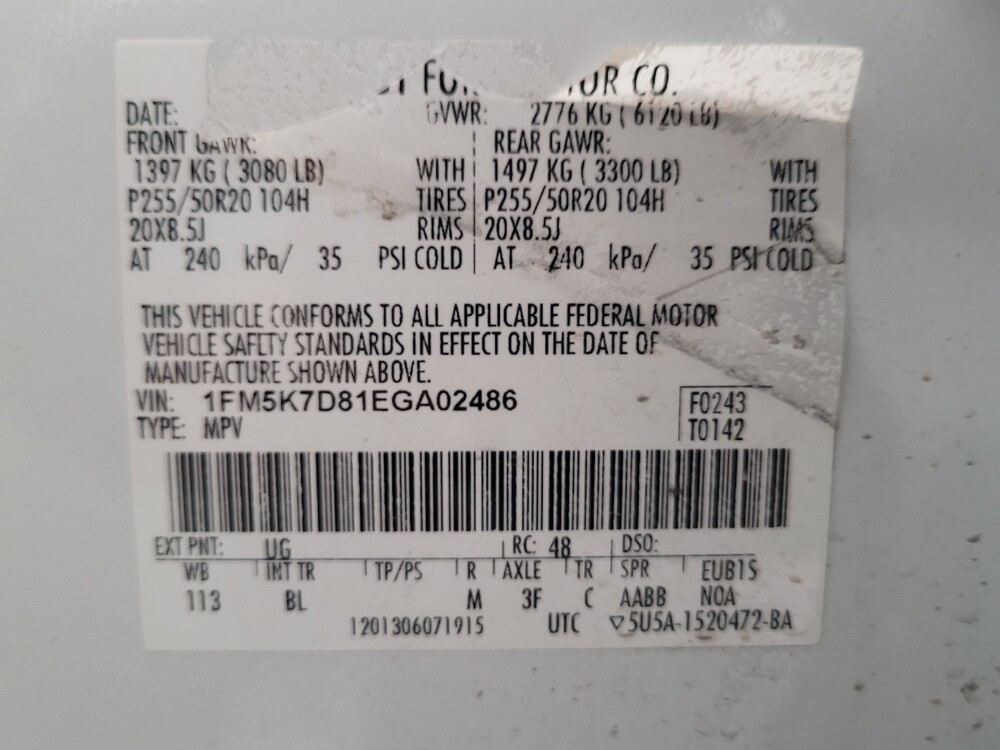 MOTOR CO.
DATE: GVWR: 2776 KG ( 6120 LB)
FRONT GAWR: REAR GAWR:
1397 KG ( 3080 LB) WITH 1497 KG ( 3300 LB) WITH
P255/50R20 104H TIRES P255/50R20 104H TIRES
20X8.5J RIMS 20X8.5J RIMS
AT 240 kPa/ 35 PSI COLD AT 240 kPa/ 35 PSI COLD
THIS VEHICLE CONFORMS TO ALL APPLICABLE FEDERAL MOTOR
VEHICLE SAFETY STANDARDS IN EFFECT ON THE DATE OF
MANUFACTURE SHOWN ABOVE.
VIN: 1FM5K7D81EGA02486 F0243
TYPE: MPV T0142
EXT PNT: UG RC: 48 DSO:
WB INT TR TP/PS R AXLE TR SPR EUB1S
113 BL M 3F C AABB NOA
1201306071915 UTC ▽5U5A-1520472-BA